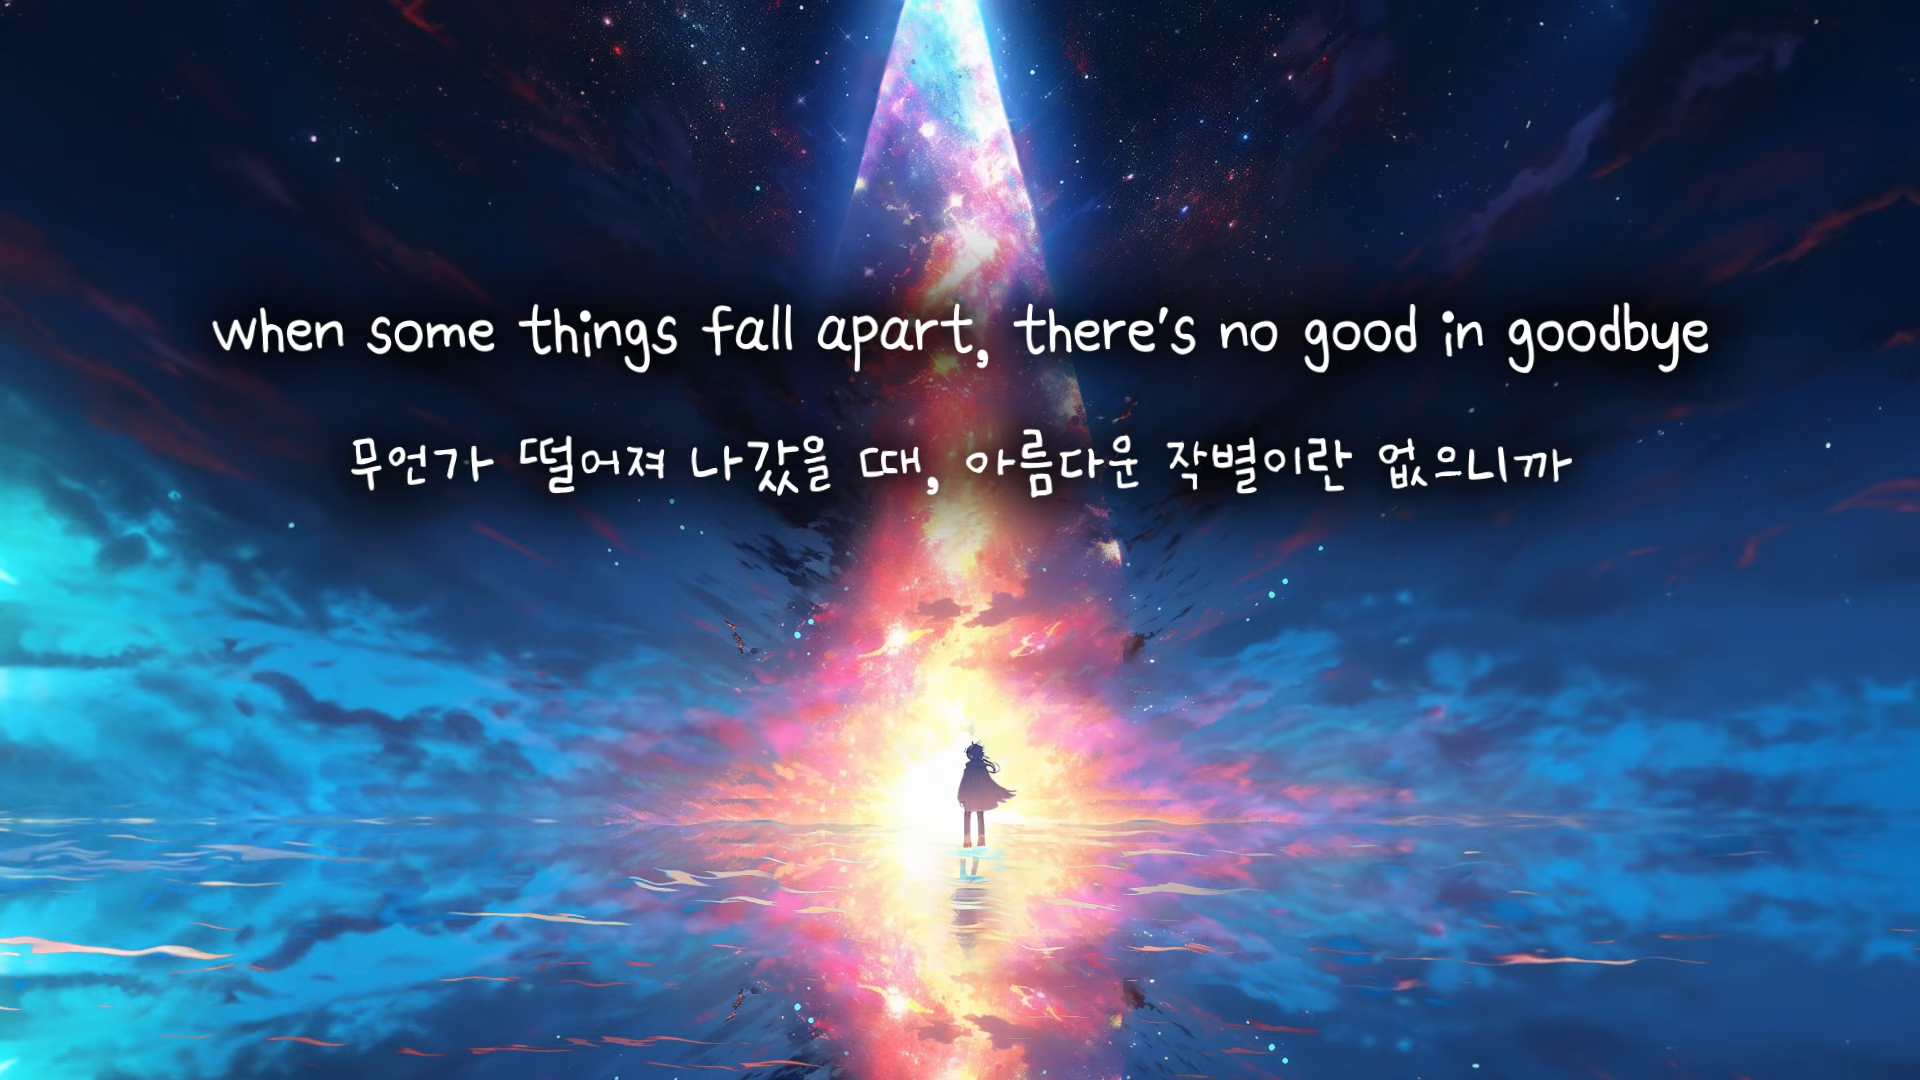 when some things fall apart, there's no good in goodbye
무언가 떨어져 나갔을 때, 아름다운 작별이란 없으니까